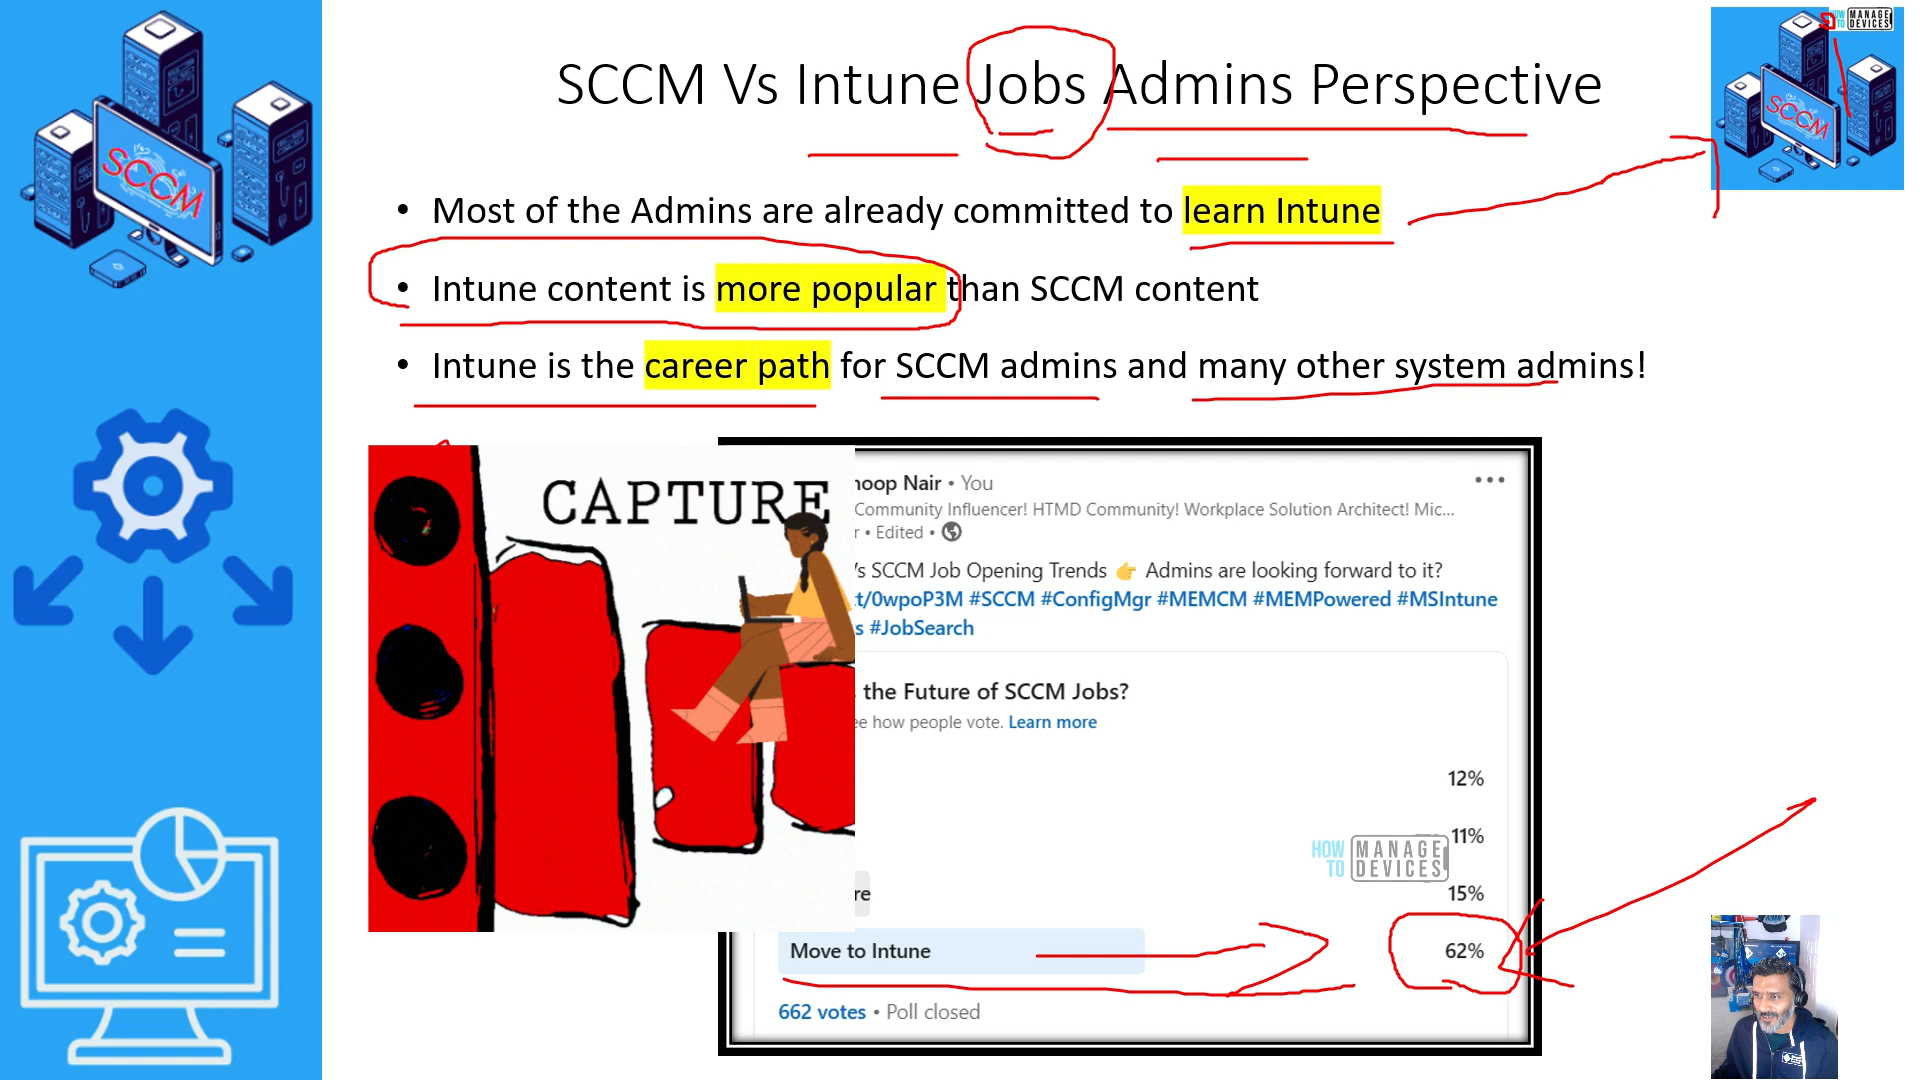 SCCM
SCCM Vs Intune Jobs Admins Perspective
HOW TO MANAGE DEVICES
SCCM
• Most of the Admins are already committed to learn Intune
• Intune content is more popular than SCCM content
• Intune is the career path for SCCM admins and many other system admins!
CAPTURE
noop Nair • You
Community Influencer! HTMD Community! Workplace Solution Architect! Mic...
r • Edited •
/s SCCM Job Opening Trends 👉 Admins are looking forward to it?
t/0wpoP3M #SCCM #ConfigMgr #MEMCM #MEMPowered #MSIntune
s #JobSearch
the Future of SCCM Jobs?
ee how people vote. Learn more
12%
11%
HOW TO MANAGE DEVICES
re 15%
Move to Intune 62%
662 votes • Poll closed